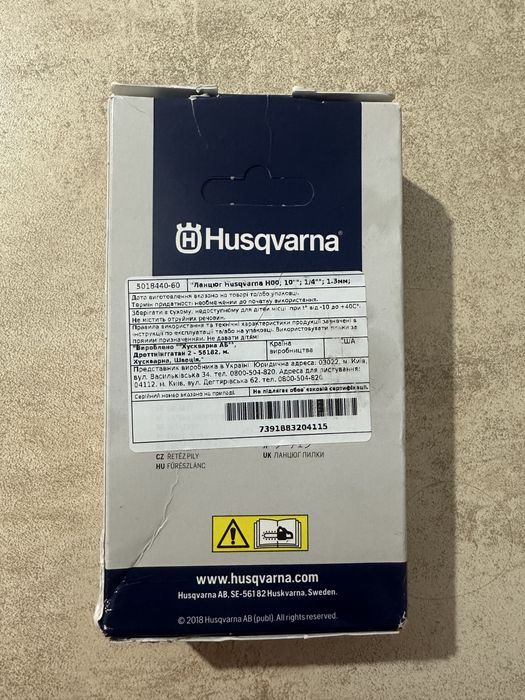 Husqvarna®
5018440-60 "Ланцюг Husqvarna H00, 10""; 1/4""; 1.3мм;
Дата виготовлення вказано на товарі та/або упаковці.
Термін придатності необмежений до початку використання.
Зберігати в сухому, недоступному для дітей місці при t° від -10 до +40С°.
Не містить отруйних речовин.
Правила використання та технічні характеристики продукції зазначені в
інструкції по експлуатації та/або на упаковці. Використовувати тільки за
прямим призначенням. Не давати дітям!
"Вироблено ""Хускварна АБ"",
Дроттнінггатан 2 - 56182, м.
Хускварна, Швеція,"
Країна
виробництва
США
Представник виробника в Україні: Юридична адреса: 03022, м. Київ,
вул. Васильківська 34. тел. 0800-504-820. Адреса для листування:
04112. м. Київ, вул. Дегтярівська 62. тел. 0800-504-820
Серійний номер вказано на приладі. Не підлягає обов'язковій сертифікації.
7391883204115
CZ ŘETĚZ PILY
HU FŰRÉSZLÁNC
UK ЛАНЦЮГ ПИЛКИ
www.husqvarna.com
Husqvarna AB, SE-561 82 Huskvarna, Sweden.
© 2018 Husqvarna AB (publ). All rights reserved.